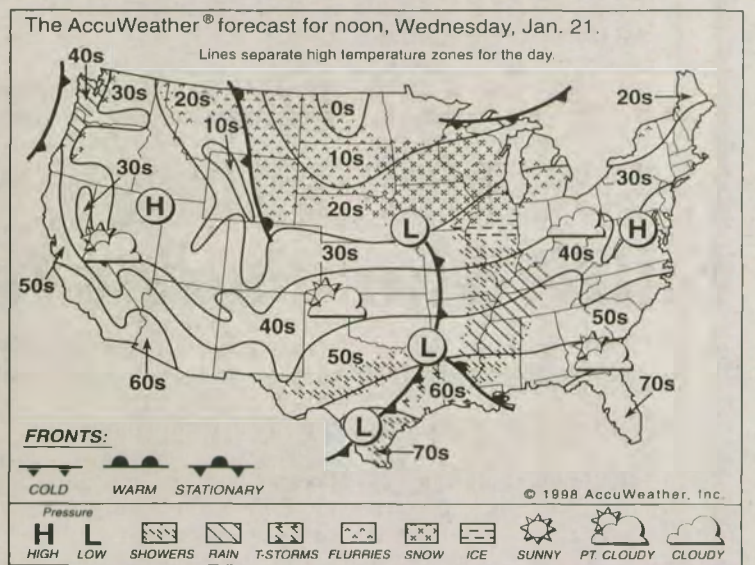 The AccuWeather® forecast for noon, Wednesday, Jan. 21.
Lines separate high temperature zones for the day.
40s
30s
20s
10s
0s
20s
10s
30s
30s
20s
H
L
H
30s
40s
50s
40s
L
50s
50s
60s
60s
70s
L
70s
FRONTS:
COLD WARM STATIONARY
© 1998 AccuWeather, Inc.
Pressure
H L
HIGH LOW SHOWERS RAIN T-STORMS FLURRIES SNOW ICE SUNNY PT. CLOUDY CLOUDY